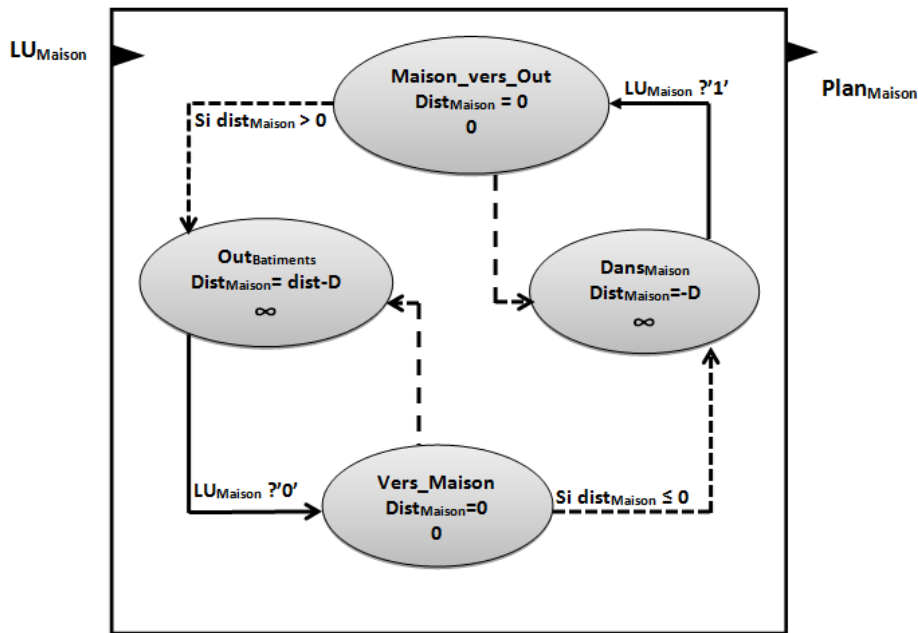 LUMaison
PlanMaison
Maison_vers_Out
DistMaison = 0
0
LUMaison ?'1'
Si distMaison > 0
OutBatiments
DistMaison= dist-D
∞
DansMaison
DistMaison=-D
∞
LUMaison ?'0'
Vers_Maison
DistMaison=0
0
Si distMaison ≤ 0